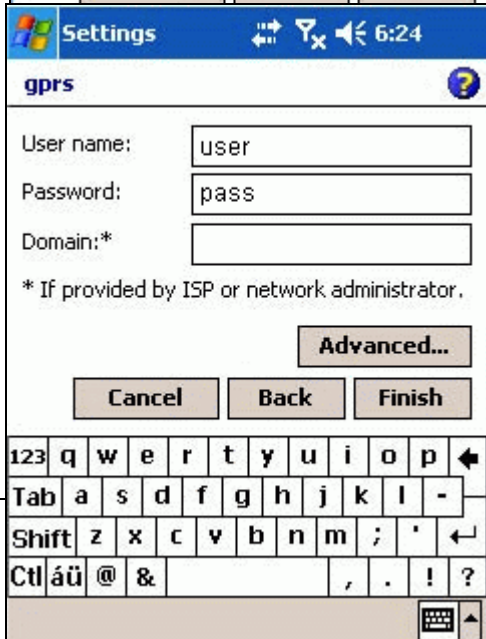 Settings 6:24
gprs
User name: user
Password: pass
Domain:*
* If provided by ISP or network administrator.
Advanced...
Cancel Back Finish
123 q w e r t y u i o p
Tab a s d f g h j k l -
Shift z x c v b n m ; '
Ctl áü @ & , . ! ?